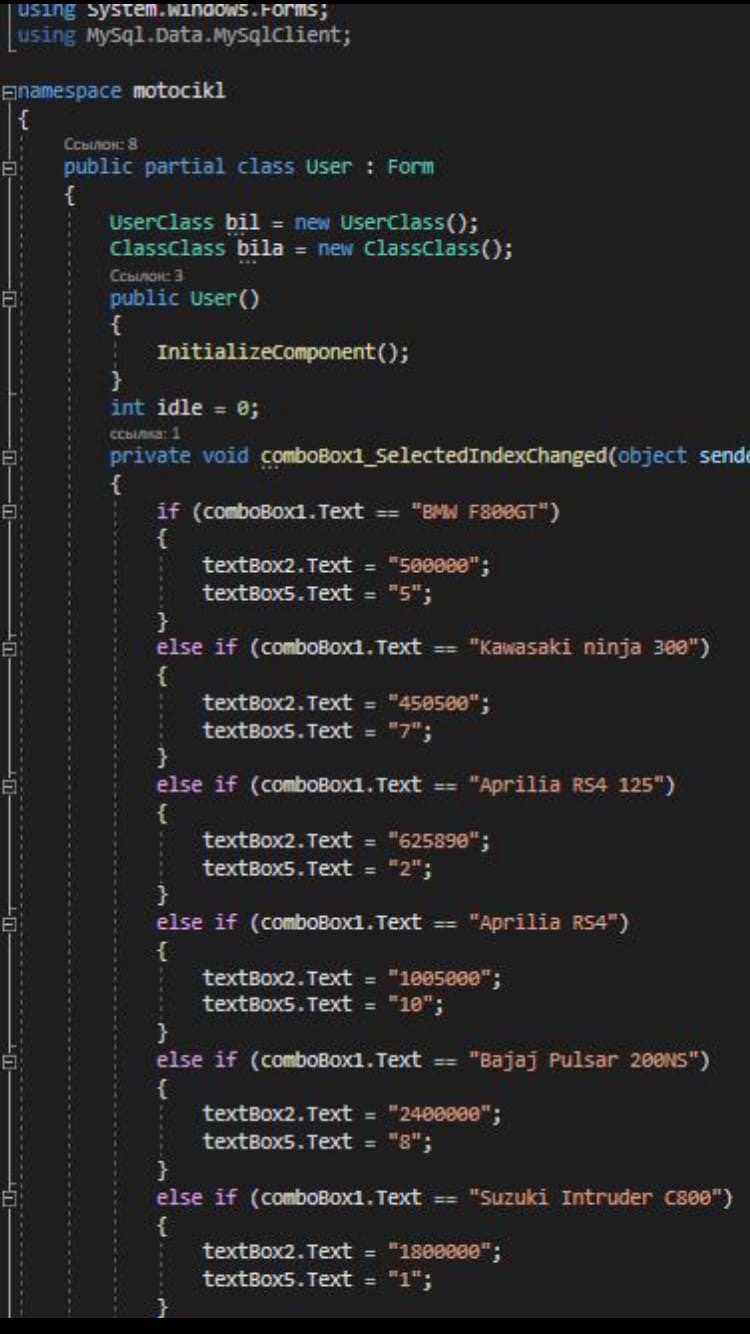 using System.Windows.Forms;
using MySql.Data.MySqlClient;
namespace motocikl
{
Ссылок: 8
public partial class User : Form
{
UserClass bil = new UserClass();
ClassClass bila = new ClassClass();
Ссылок: 3
public User()
{
InitializeComponent();
}
int idle = 0;
ссылка: 1
private void comboBox1_SelectedIndexChanged(object sende
{
if (comboBox1.Text == "BMW F800GT")
{
textBox2.Text = "500000";
textBox5.Text = "5";
}
else if (comboBox1.Text == "Kawasaki ninja 300")
{
textBox2.Text = "450500";
textBox5.Text = "7";
}
else if (comboBox1.Text == "Aprilia RS4 125")
{
textBox2.Text = "625890";
textBox5.Text = "2";
}
else if (comboBox1.Text == "Aprilia RS4")
{
textBox2.Text = "1005000";
textBox5.Text = "10";
}
else if (comboBox1.Text == "Bajaj Pulsar 200NS")
{
textBox2.Text = "2400000";
textBox5.Text = "8";
}
else if (comboBox1.Text == "Suzuki Intruder C800")
{
textBox2.Text = "1800000";
textBox5.Text = "1";
}